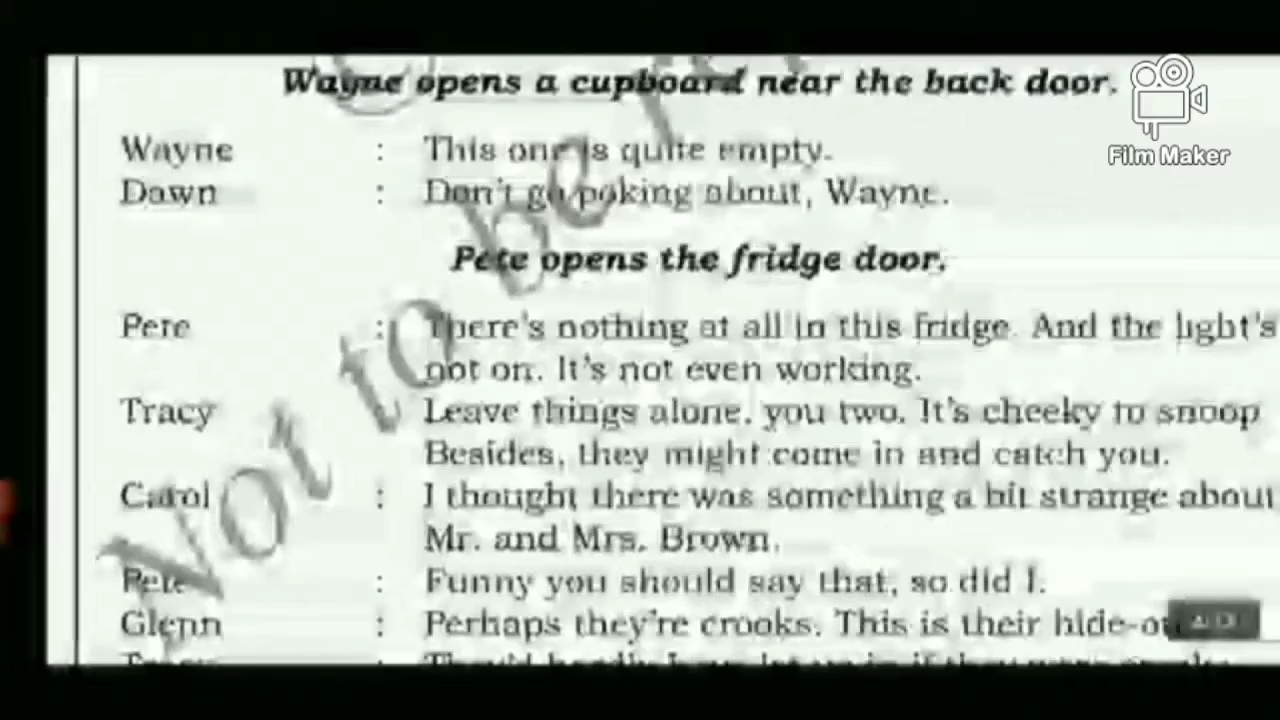 Wayne opens a cupboard near the back door.
Film Maker
Wayne : This one is quite empty.
Dawn : Don't go poking about, Wayne.
Pete opens the fridge door.
Pete : There's nothing at all in this fridge. And the light's
not on. It's not even working.
Tracy Leave things alone, you two. It's cheeky to snoop
Besides, they might come in and catch you.
Carol : I thought there was something a bit strange about
Mr. and Mrs. Brown.
Pete : Funny you should say that, so did I.
Glenn : Perhaps they're crooks. This is their
Not to be